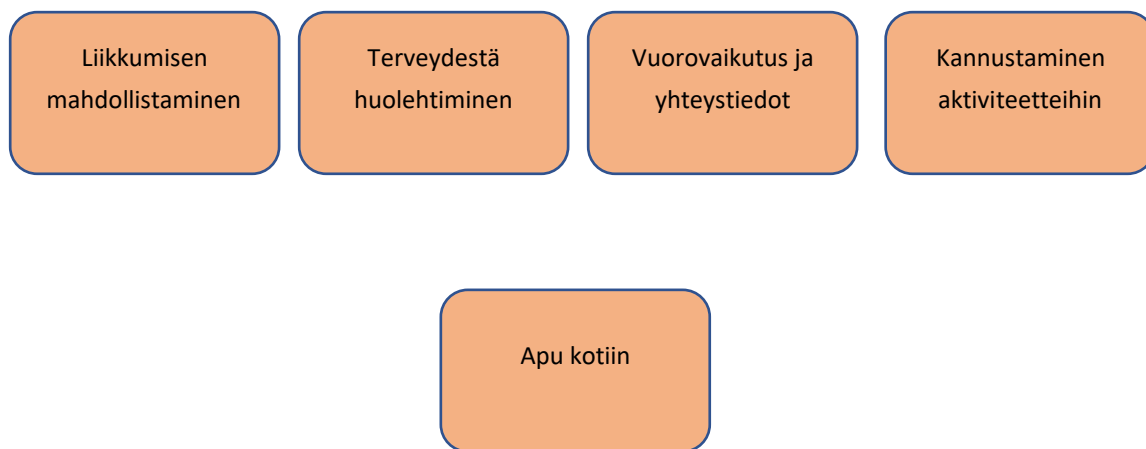 Liikkumisen
mahdollistaminen
Terveydestä
huolehtiminen
Vuorovaikutus ja
yhteystiedot
Kannustaminen
aktiviteetteihin
Apu kotiin